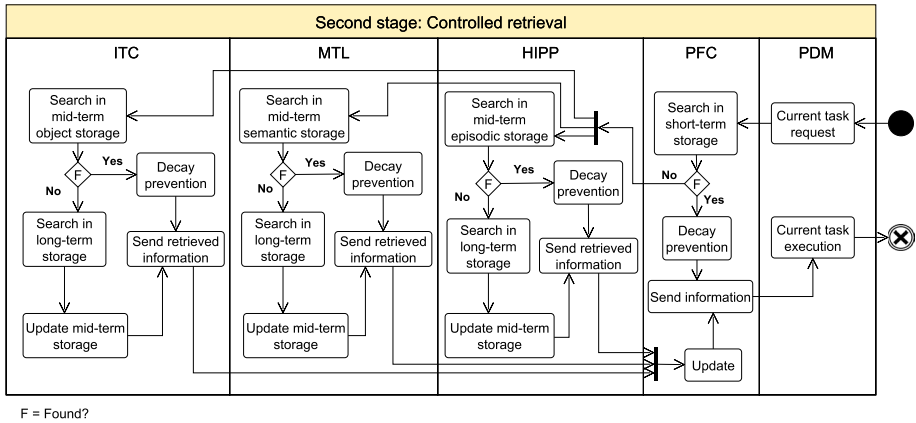 Second stage: Controlled retrieval
ITC
MTL
HIPP
PFC
PDM
Search in
mid-term
object storage
F
Yes
No
Decay
prevention
Search in
long-term
storage
Send retrieved
information
Update mid-term
storage
Search in
mid-term
semantic storage
F
Yes
No
Decay
prevention
Search in
long-term
storage
Send retrieved
information
Update mid-term
storage
Search in
mid-term
episodic storage
F
Yes
No
Decay
prevention
Search in
long-term
storage
Send retrieved
information
Update mid-term
storage
Search in
short-term
storage
F
No
Yes
Decay
prevention
Send information
Update
Current task
request
Current task
execution
F = Found?